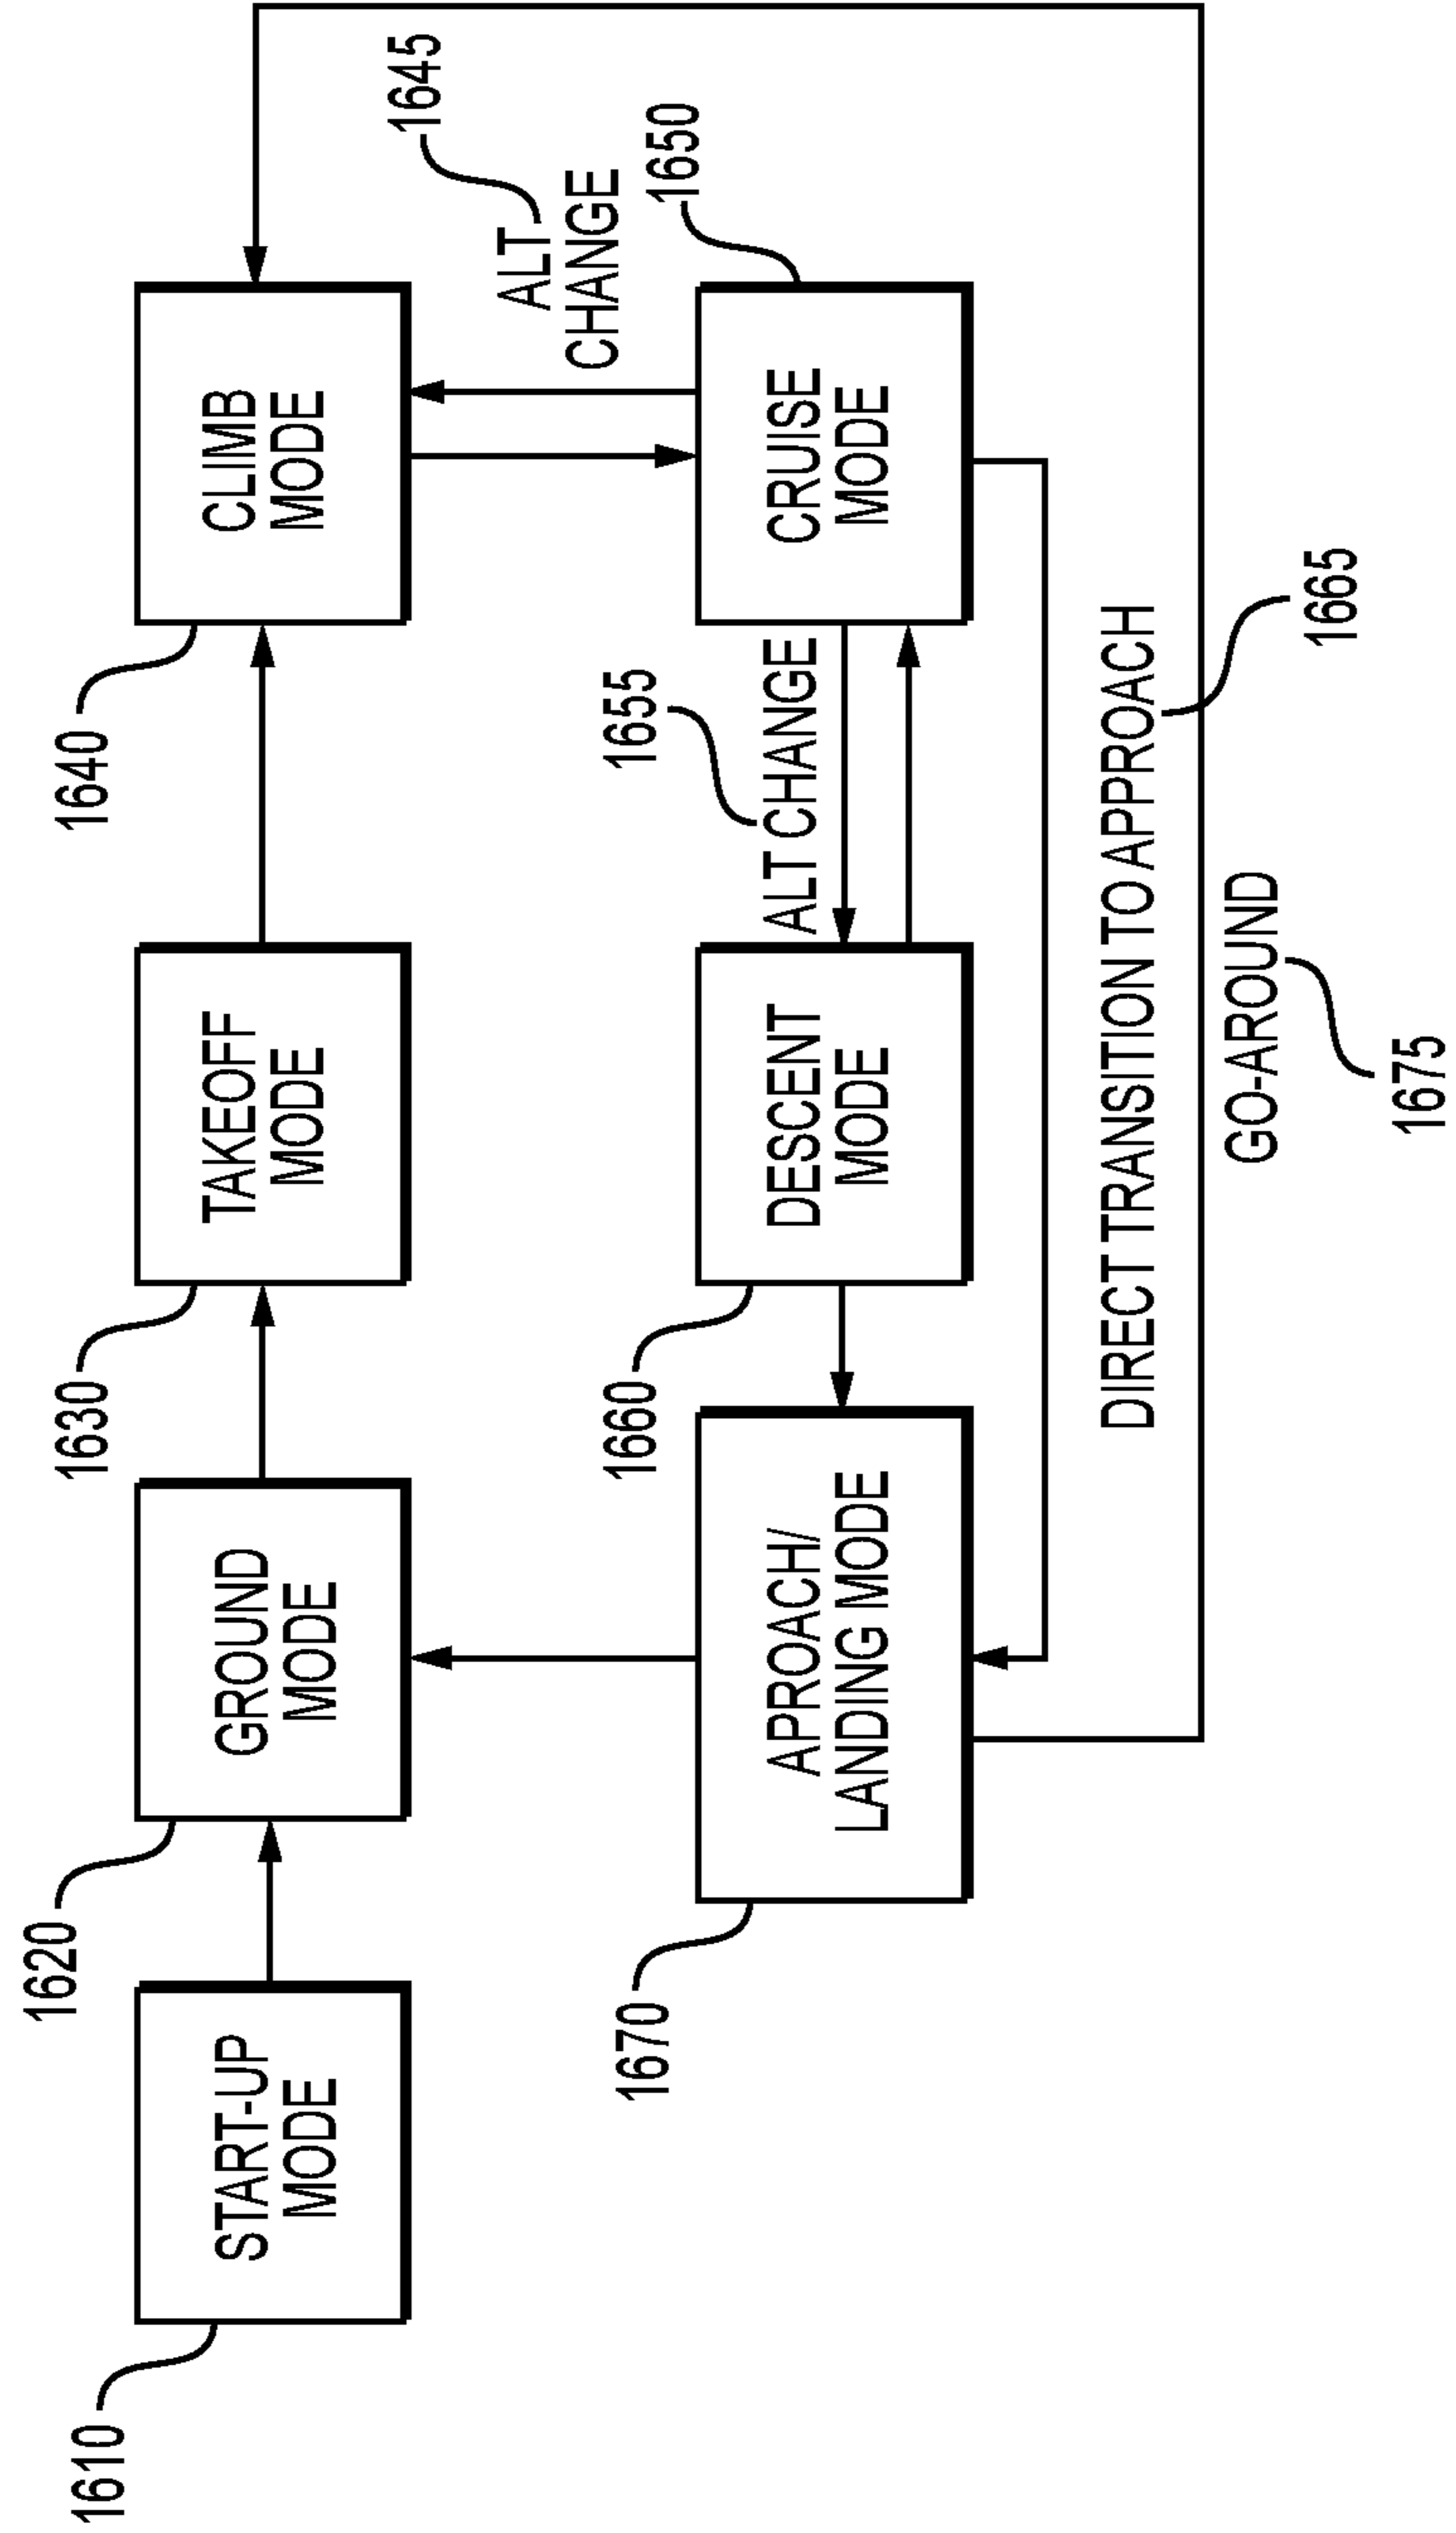 1610
START-UP
MODE
1620
GROUND
MODE
1630
TAKEOFF
MODE
1640
CLIMB
MODE
1645
ALT
CHANGE
1670
APROACH/
LANDING MODE
1660
DESCENT
MODE
1655
ALT CHANGE
1650
CRUISE
MODE
DIRECT TRANSITION TO APPROACH
1665
GO-AROUND
1675